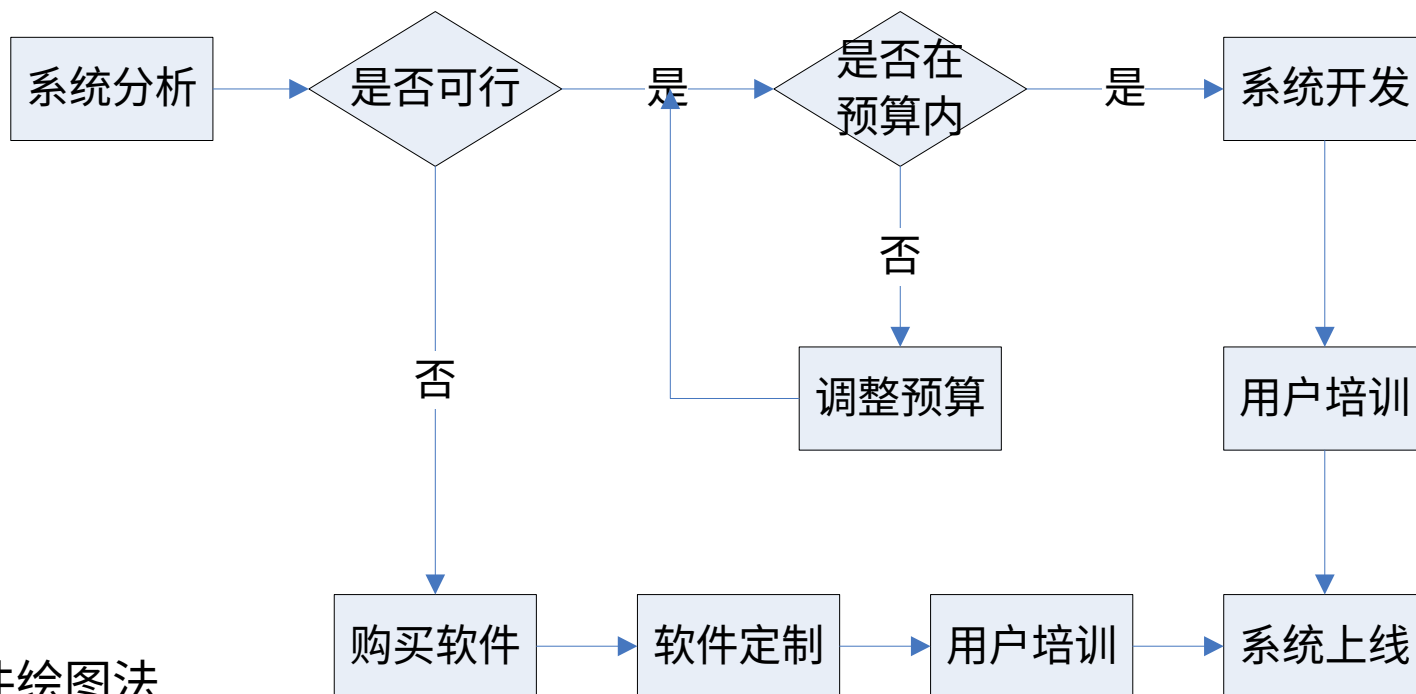 系统分析
是否可行
是
是否在
预算内
是
系统开发
否
否
调整预算
用户培训
购买软件
软件定制
用户培训
系统上线
件绘图法